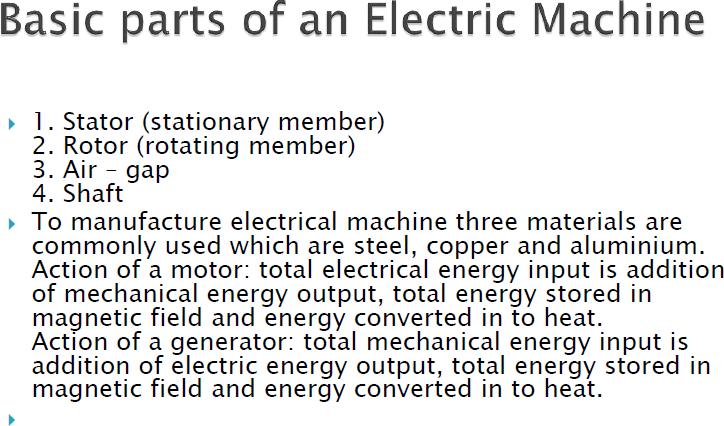 Basic parts of an Electric Machine
1. Stator (stationary member)
2. Rotor (rotating member)
3. Air – gap
4. Shaft
To manufacture electrical machine three materials are
commonly used which are steel, copper and aluminium.
Action of a motor: total electrical energy input is addition
of mechanical energy output, total energy stored in
magnetic field and energy converted in to heat.
Action of a generator: total mechanical energy input is
addition of electric energy output, total energy stored in
magnetic field and energy converted in to heat.